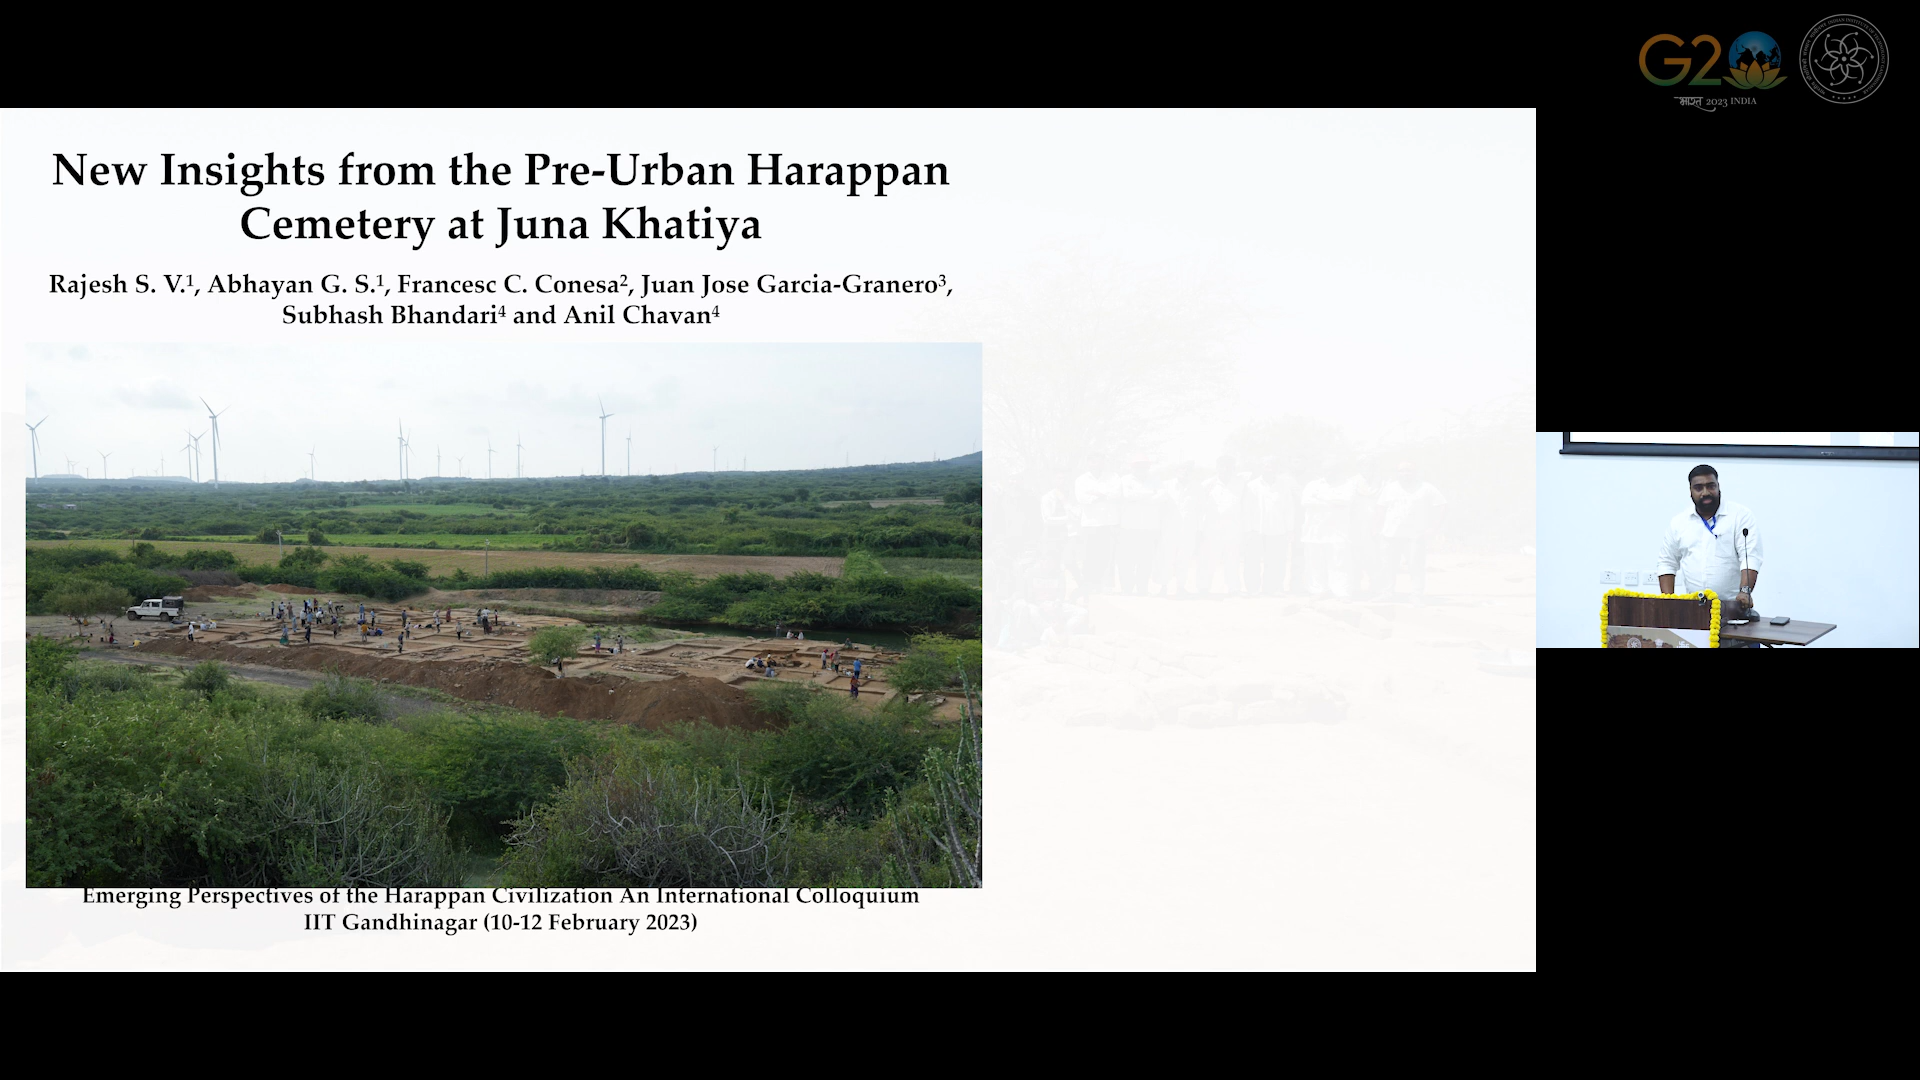 New Insights from the Pre-Urban Harappan
Cemetery at Juna Khatiya
Rajesh S. V.¹, Abhayan G. S.¹, Francesc C. Conesa², Juan Jose Garcia-Granero³,
Subhash Bhandari⁴ and Anil Chavan⁴
Emerging Perspectives of the Harappan Civilization An International Colloquium
IIT Gandhinagar (10-12 February 2023)
G20
भारत 2023 INDIA